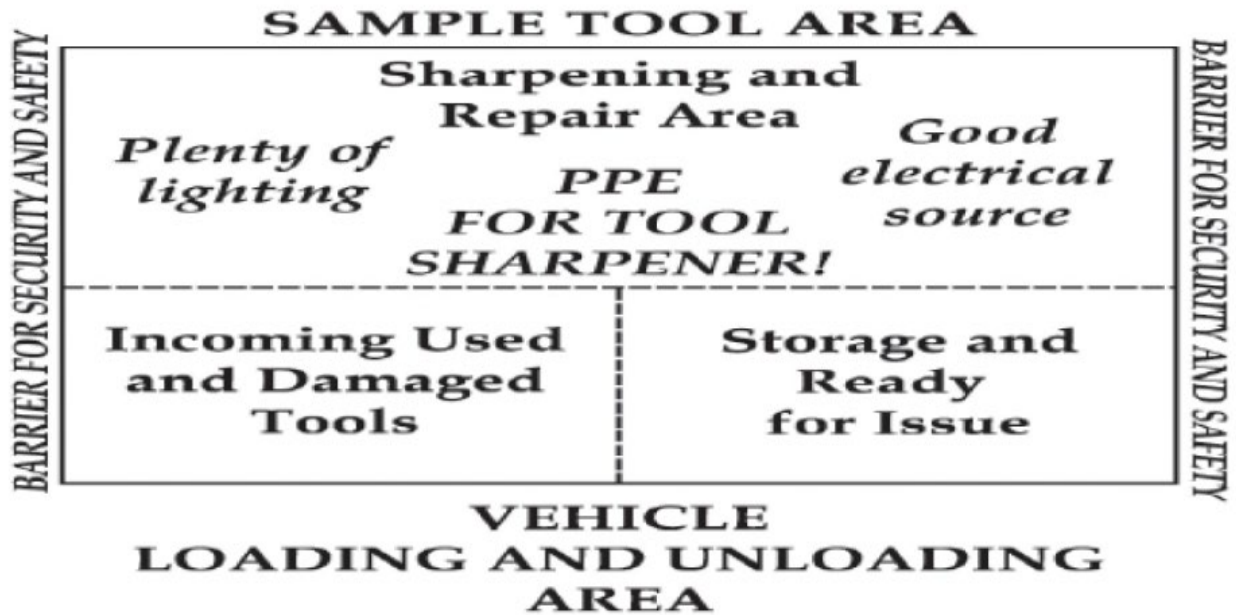 SAMPLE TOOL AREA
BARRIER FOR SECURITY AND SAFETY
Sharpening and
Repair Area
Plenty of
lighting
PPE
FOR TOOL
SHARPENER!
Good
electrical
source
Incoming Used
and Damaged
Tools
Storage and
Ready
for Issue
BARRIER FOR SECURITY AND SAFETY
VEHICLE
LOADING AND UNLOADING
AREA